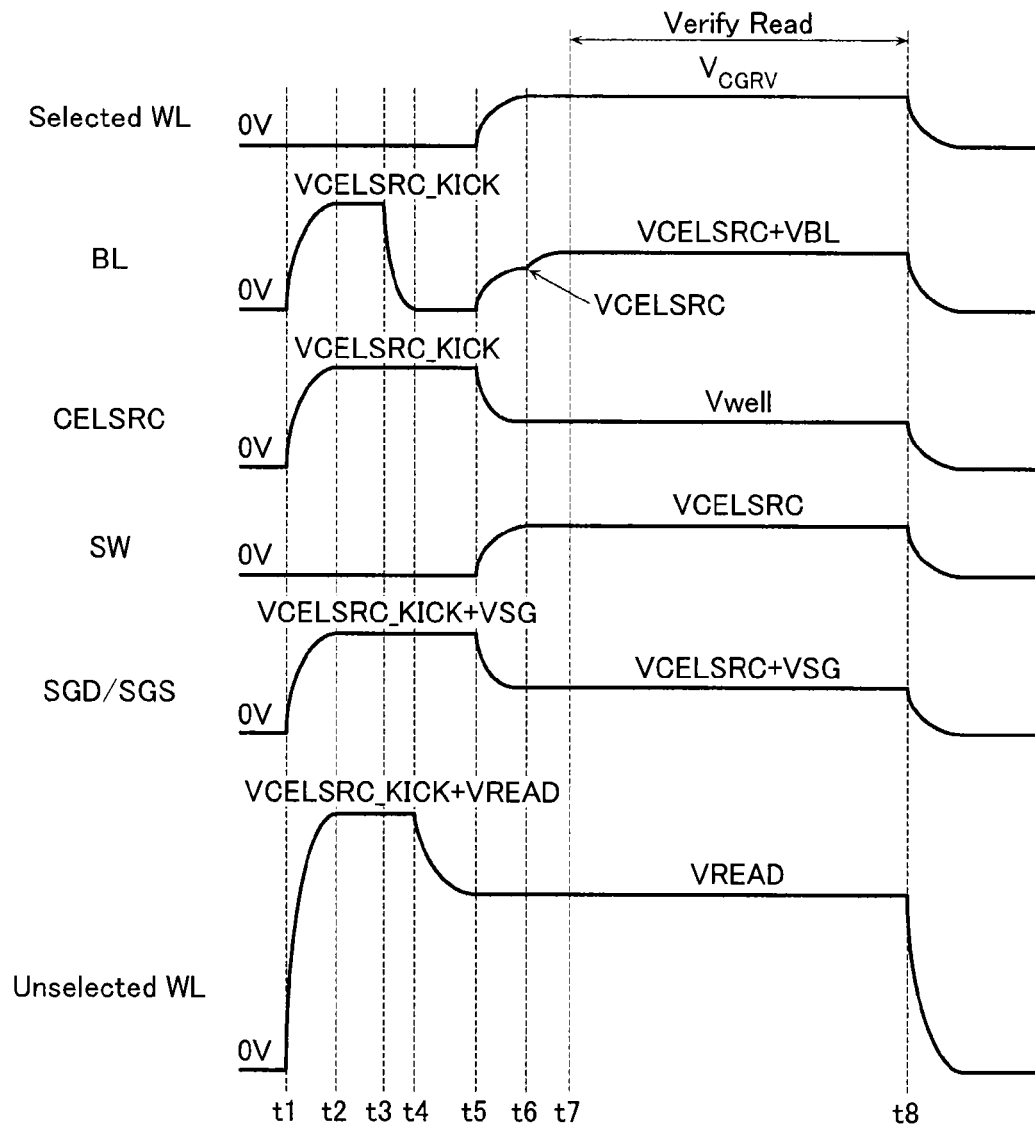 Verify Read
Selected WL
0V
V_CGRV
BL
0V
VCELSRC_KICK
VCELSRC+VBL
VCELSRC
CELSRC
0V
VCELSRC_KICK
Vwell
SW
0V
VCELSRC
SGD/SGS
0V
VCELSRC_KICK+VSG
VCELSRC+VSG
Unselected WL
0V
VCELSRC_KICK+VREAD
VREAD
t1 t2 t3 t4 t5 t6 t7 t8